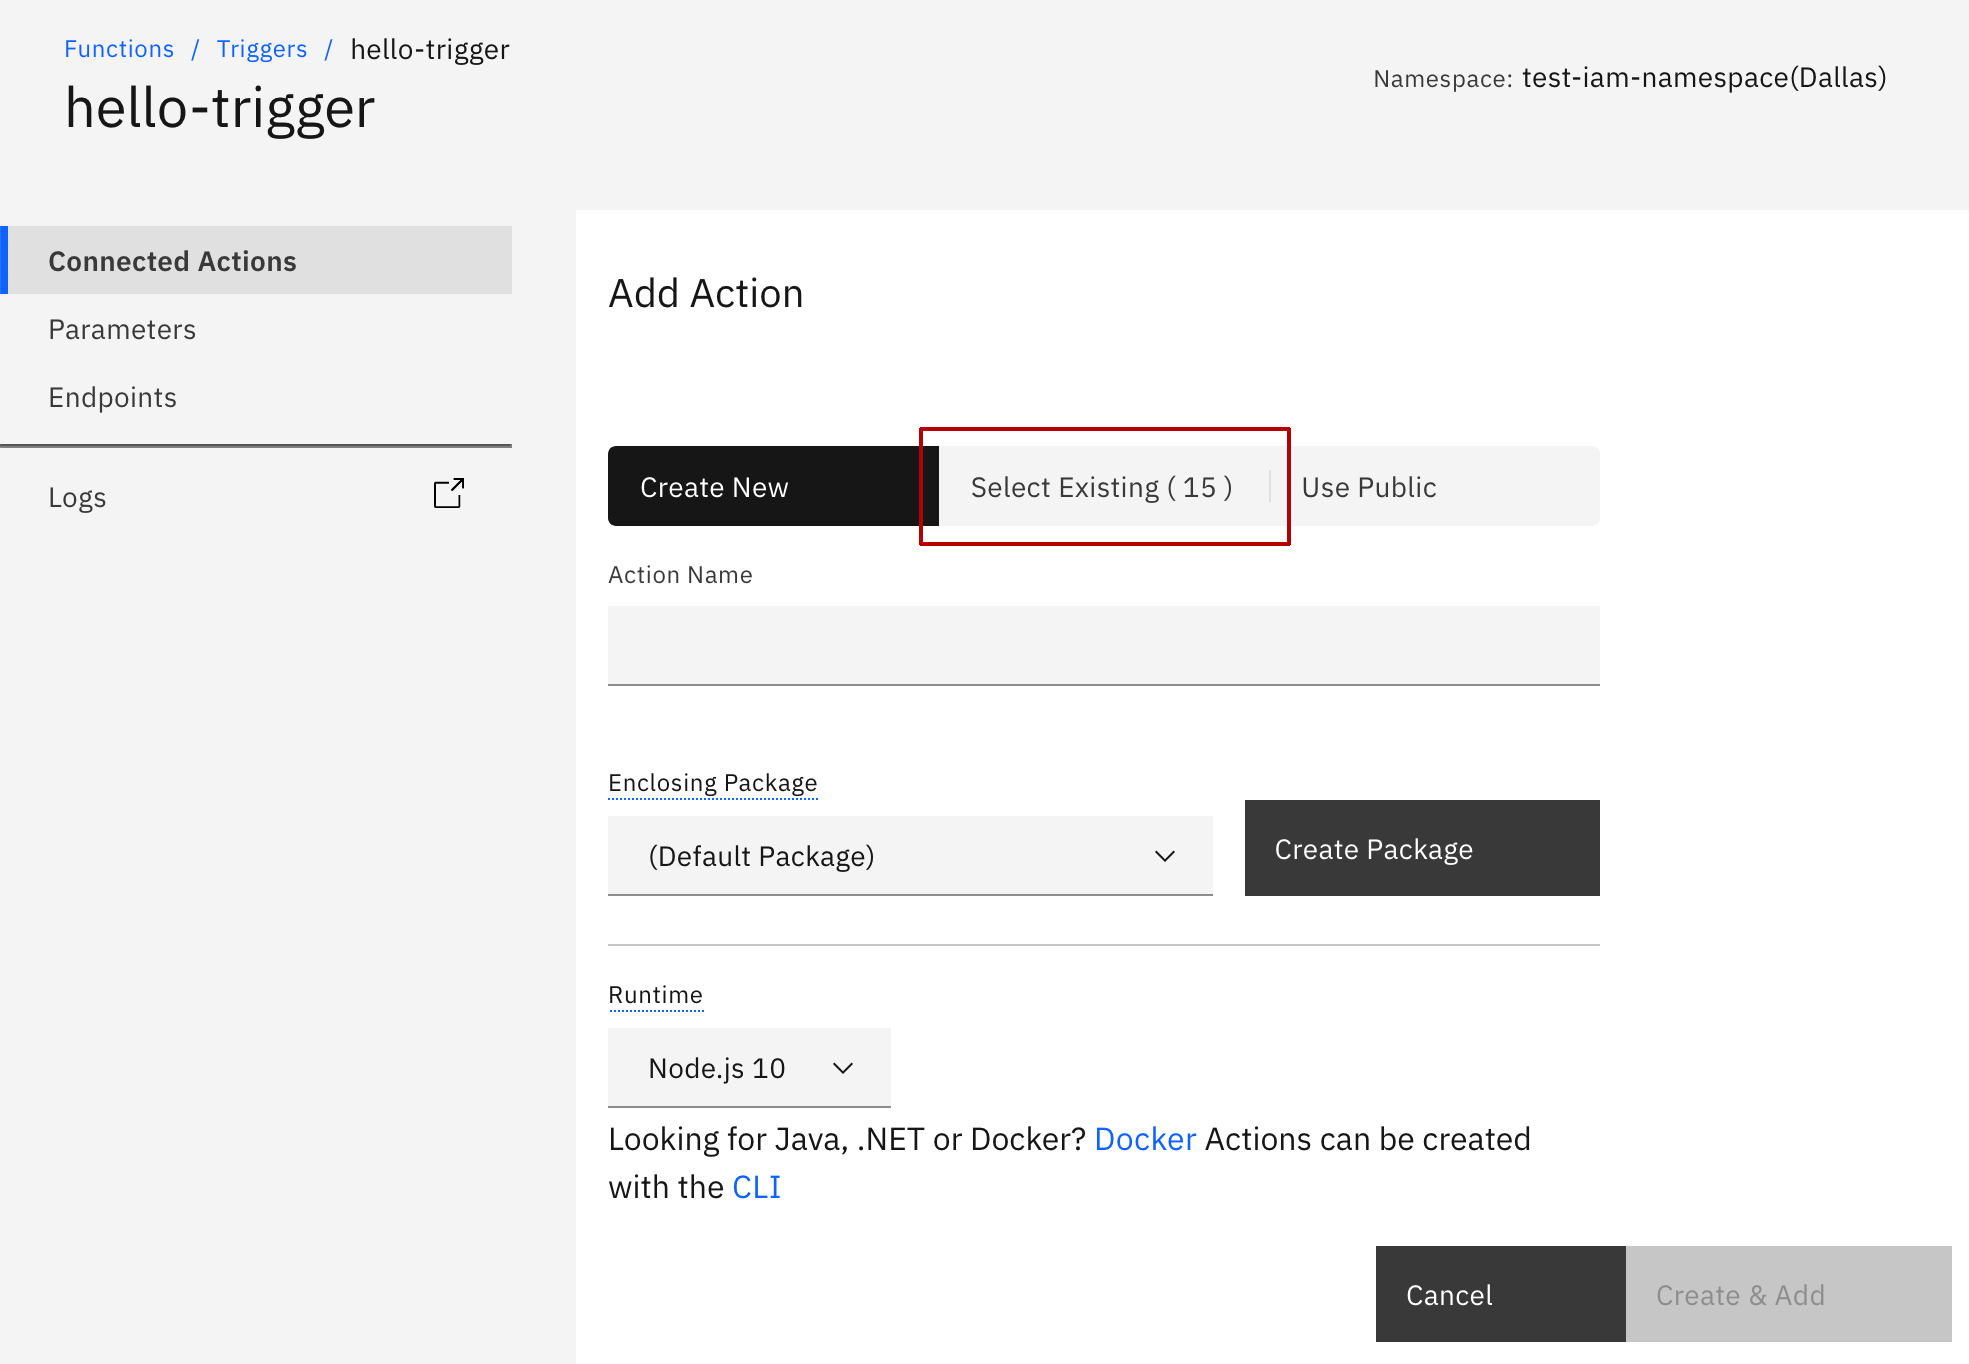 Functions / Triggers / hello-trigger
hello-trigger
Namespace: test-iam-namespace(Dallas)
Connected Actions
Parameters
Endpoints
Logs
Add Action
Create New
Select Existing ( 15 )
Use Public
Action Name
Enclosing Package
(Default Package)
Create Package
Runtime
Node.js 10
Looking for Java, .NET or Docker? Docker Actions can be created
with the CLI
Cancel
Create & Add